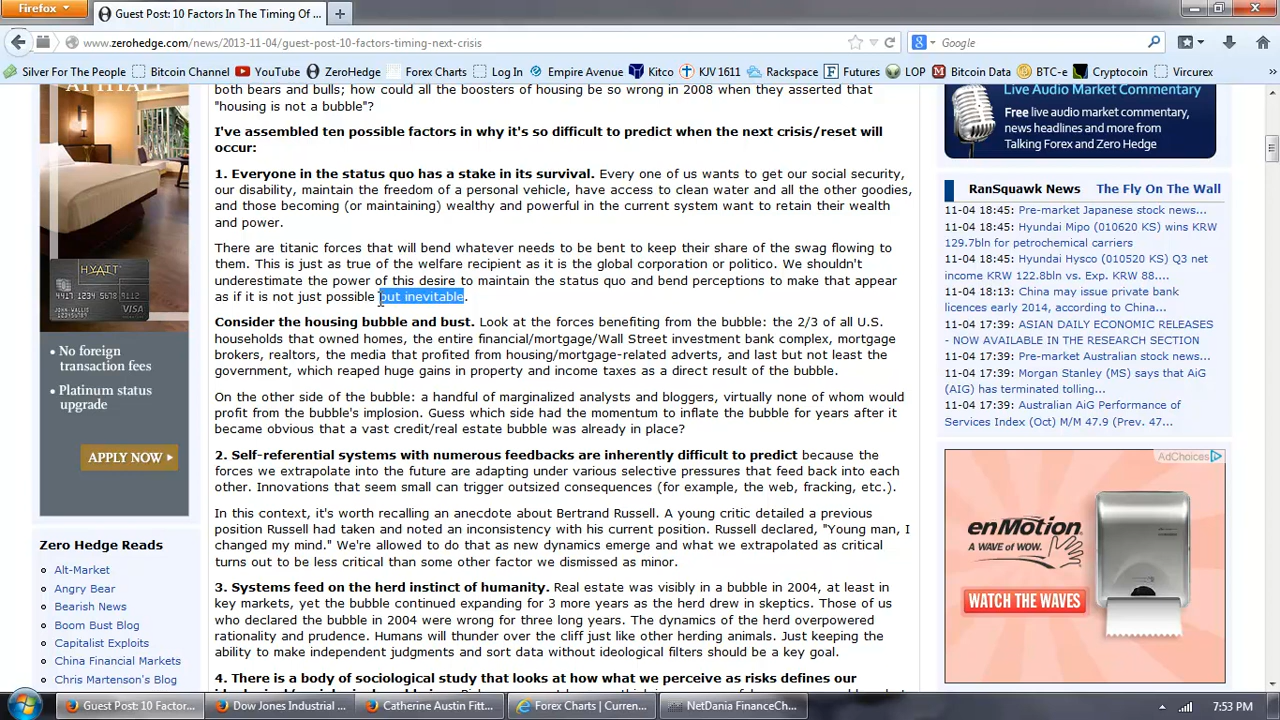 Firefox
Guest Post: 10 Factors In The Timing Of ...
www.zerohedge.com/news/2013-11-04/guest-post-10-factors-timing-next-crisis
Google
Silver For The People
Bitcoin Channel
YouTube
ZeroHedge
Forex Charts
Log In
Empire Avenue
Kitco
KJV 1611
Rackspace
Futures
LOP
Bitcoin Data
BTC-e
Cryptocoin
Vircurex
»
both bears and bulls; how could all the boosters of housing be so wrong in 2008 when they asserted that
"housing is not a bubble"?
I've assembled ten possible factors in why it's so difficult to predict when the next crisis/reset will
occur:
1. Everyone in the status quo has a stake in its survival. Every one of us wants to get our social security,
our disability, maintain the freedom of a personal vehicle, have access to clean water and all the other goodies,
and those becoming (or maintaining) wealthy and powerful in the current system want to retain their wealth
and power.
There are titanic forces that will bend whatever needs to be bent to keep their share of the swag flowing to
them. This is just as true of the welfare recipient as it is the global corporation or politico. We shouldn't
underestimate the power of this desire to maintain the status quo and bend perceptions to make that appear
as if it is not just possible but inevitable.
Consider the housing bubble and bust. Look at the forces benefiting from the bubble: the 2/3 of all U.S.
households that owned homes, the entire financial/mortgage/Wall Street investment bank complex, mortgage
brokers, realtors, the media that profited from housing/mortgage-related adverts, and last but not least the
government, which reaped huge gains in property and income taxes as a direct result of the bubble.
On the other side of the bubble: a handful of marginalized analysts and bloggers, virtually none of whom would
profit from the bubble's implosion. Guess which side had the momentum to inflate the bubble for years after it
became obvious that a vast credit/real estate bubble was already in place?
2. Self-referential systems with numerous feedbacks are inherently difficult to predict because the
forces we extrapolate into the future are adapting under various selective pressures that feed back into each
other. Innovations that seem small can trigger outsized consequences (for example, the web, fracking, etc.).
In this context, it's worth recalling an anecdote about Bertrand Russell. A young critic detailed a previous
position Russell had taken and noted an inconsistency with his current position. Russell declared, "Young man, I
changed my mind." We're allowed to do that as new dynamics emerge and what we extrapolated as critical
turns out to be less critical than some other factor we dismissed as minor.
3. Systems feed on the herd instinct of humanity. Real estate was visibly in a bubble in 2004, at least in
key markets, yet the bubble continued expanding for 3 more years as the herd drew in skeptics. Those of us
who declared the bubble in 2004 were wrong for three long years. The dynamics of the herd overpowered
rationality and prudence. Humans will thunder over the cliff just like other herding animals. Just keeping the
ability to make independent judgments and sort data without ideological filters should be a key goal.
4. There is a body of sociological study that looks at how what we perceive as risks defines our
HYATT
4417 1234 5678 9112
JOHN WALLIS
VISA
• No foreign
transaction fees
• Platinum status
upgrade
APPLY NOW
Zero Hedge Reads
Alt-Market
Angry Bear
Bearish News
Boom Bust Blog
Capitalist Exploits
China Financial Markets
Chris Martenson's Blog
Live Audio Market Commentary
Free live audio market commentary,
news headlines and more from
Talking Forex and Zero Hedge
RanSquawk News
The Fly On The Wall
11-04 18:45: Pre-market Japanese stock news...
11-04 18:45: Hyundai Mipo (010620 KS) wins KRW
129.7bln for petrochemical carriers
11-04 18:45: Hyundai Hysco (010520 KS) Q3 net
income KRW 122.8bln vs. Exp. KRW 88....
11-04 18:13: China may issue private bank
licences early 2014, according to China...
11-04 17:39: ASIAN DAILY ECONOMIC RELEASES
- NOW AVAILABLE IN THE RESEARCH SECTION
11-04 17:39: Pre-market Australian stock news...
11-04 17:39: Morgan Stanley (MS) says that AiG
(AIG) has terminated tolling...
11-04 17:39: Australian AiG Performance of
Services Index (Oct) M/M 47.9 (Prev. 47...
AdChoices
enMotion
A WAVE of WOW.
WATCH THE WAVES
Guest Post: 10 Factor...
Dow Jones Industrial ...
Catherine Austin Fitt...
Forex Charts | Curren...
NetDania FinanceCh...
7:53 PM